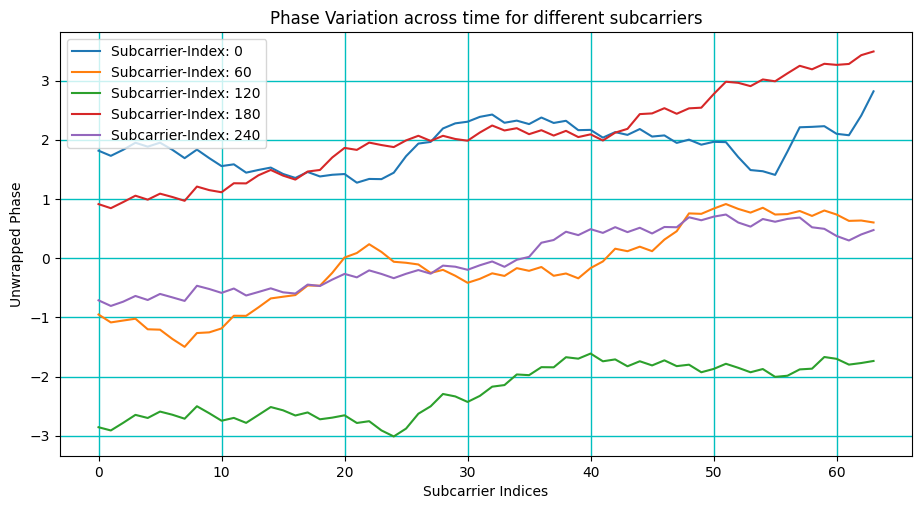 Phase Variation across time for different subcarriers
Subcarrier-Index: 0
Subcarrier-Index: 60
Subcarrier-Index: 120
Subcarrier-Index: 180
Subcarrier-Index: 240
Unwrapped Phase
3
2
1
0
−1
−2
−3
0 10 20 30 40 50 60
Subcarrier Indices